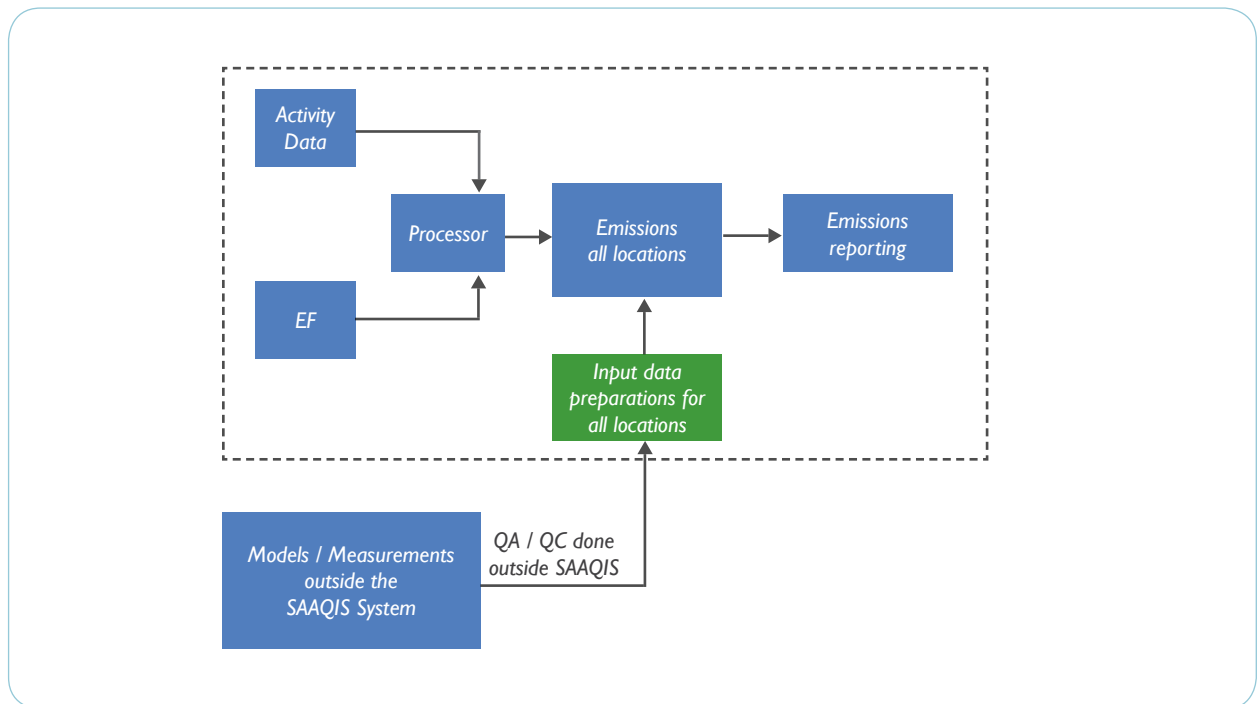 Activity
Data
Processor
EF
Emissions
all locations
Emissions
reporting
Input data
preparations for
all locations
Models / Measurements
outside the
SAAQIS System
QA / QC done
outside SAAQIS